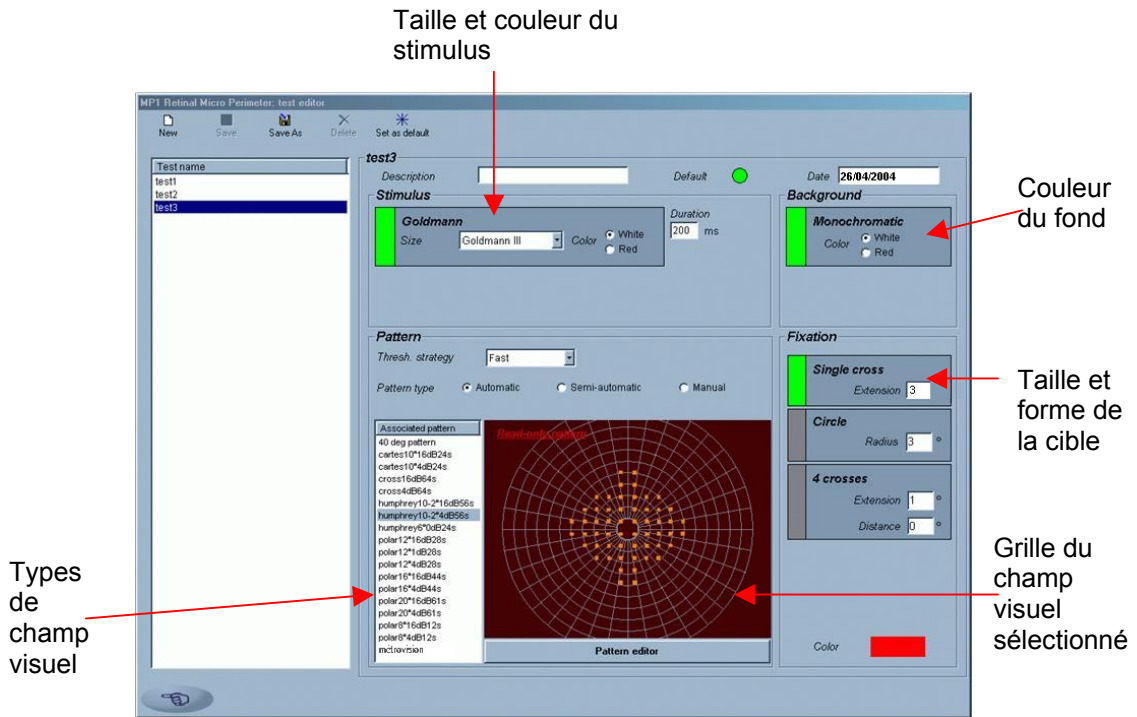 Taille et couleur du
stimulus
MP1 Retinal Micro Perimeter: test editor
New Save Save As Delete Set as default
Test name
test1
test2
test3
test3
Description Default Date 26/04/2004
Stimulus
Goldmann
Size Goldmann III Color White
Red
Duration
200 ms
Background
Monochromatic
Color White
Red
Couleur
du fond
Pattern
Thresh. strategy Fast
Pattern type Automatic Semi-automatic Manual
Associated pattern
40 deg pattern
cartes10*16dB24s
cartes10*4dB24s
cross16dB64s
cross4dB64s
humphrey10-2*16dB56s
humphrey10-2*4dB56s
humphrey6*0dB24s
polar12*16dB28s
polar12*1dB28s
polar12*4dB28s
polar16*16dB44s
polar16*4dB44s
polar20*16dB61s
polar20*4dB61s
polar8*16dB12s
polar8*4dB12s
métrovision
Read-only pattern
Pattern editor
Fixation
Single cross
Extension 3
Circle
Radius 3 °
4 crosses
Extension 1 °
Distance 0 °
Color
Taille et
forme de
la cible
Grille du
champ
visuel
sélectionné
Types
de
champ
visuel